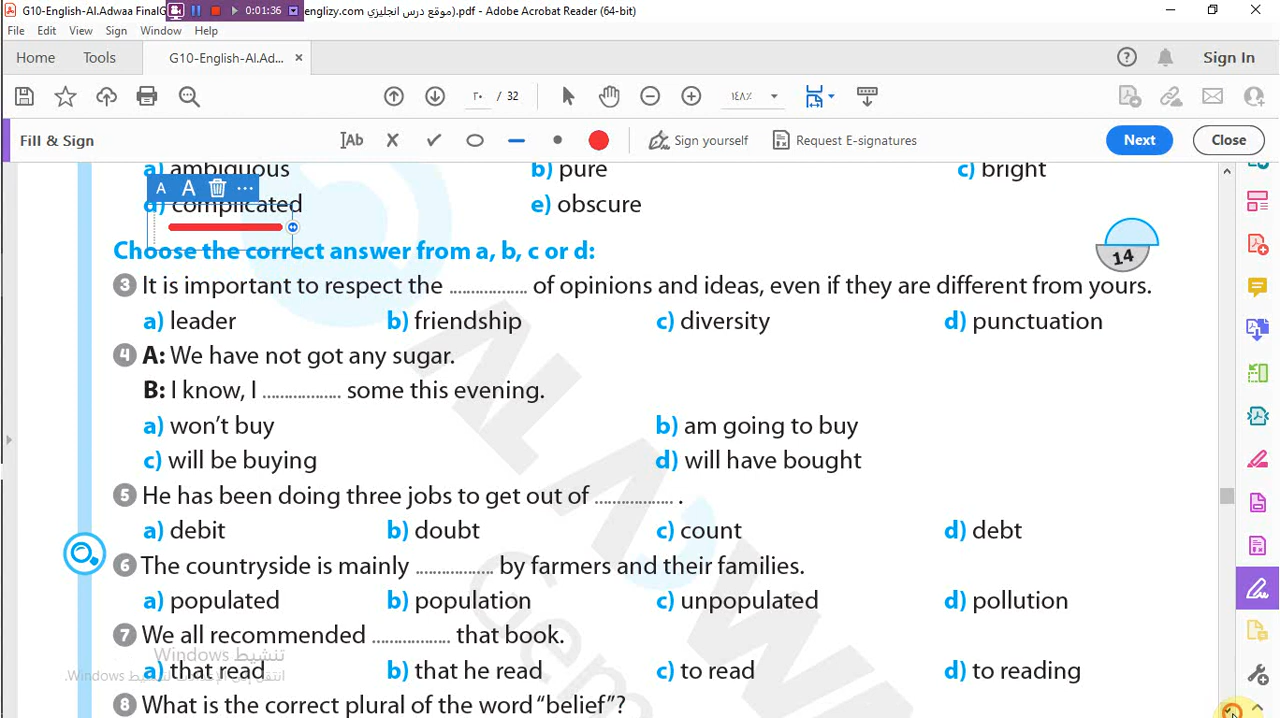 G10-English-Al.Adwaa FinalG 0:01:36 englizy.com موقع درس انجليزي).pdf - Adobe Acrobat Reader (64-bit)
File Edit View Sign Window Help
Home Tools G10-English-Al.Ad... × Sign In
٢٠ / 32 ١٤٨٪
Fill & Sign Ab Sign yourself Request E-signatures Next Close
a) ambiguous b) pure c) bright
A A
d) complicated e) obscure
Choose the correct answer from a, b, c or d:
14
3 It is important to respect the ................. of opinions and ideas, even if they are different from yours.
a) leader b) friendship c) diversity d) punctuation
4 A: We have not got any sugar.
B: I know, I ................. some this evening.
a) won't buy b) am going to buy
c) will be buying d) will have bought
5 He has been doing three jobs to get out of ................. .
a) debit b) doubt c) count d) debt
6 The countryside is mainly ................. by farmers and their families.
a) populated b) population c) unpopulated d) pollution
7 We all recommended ................. that book.
تنشيط Windows
a) that read b) that he read c) to read d) to reading
8 What is the correct plural of the word “belief”?